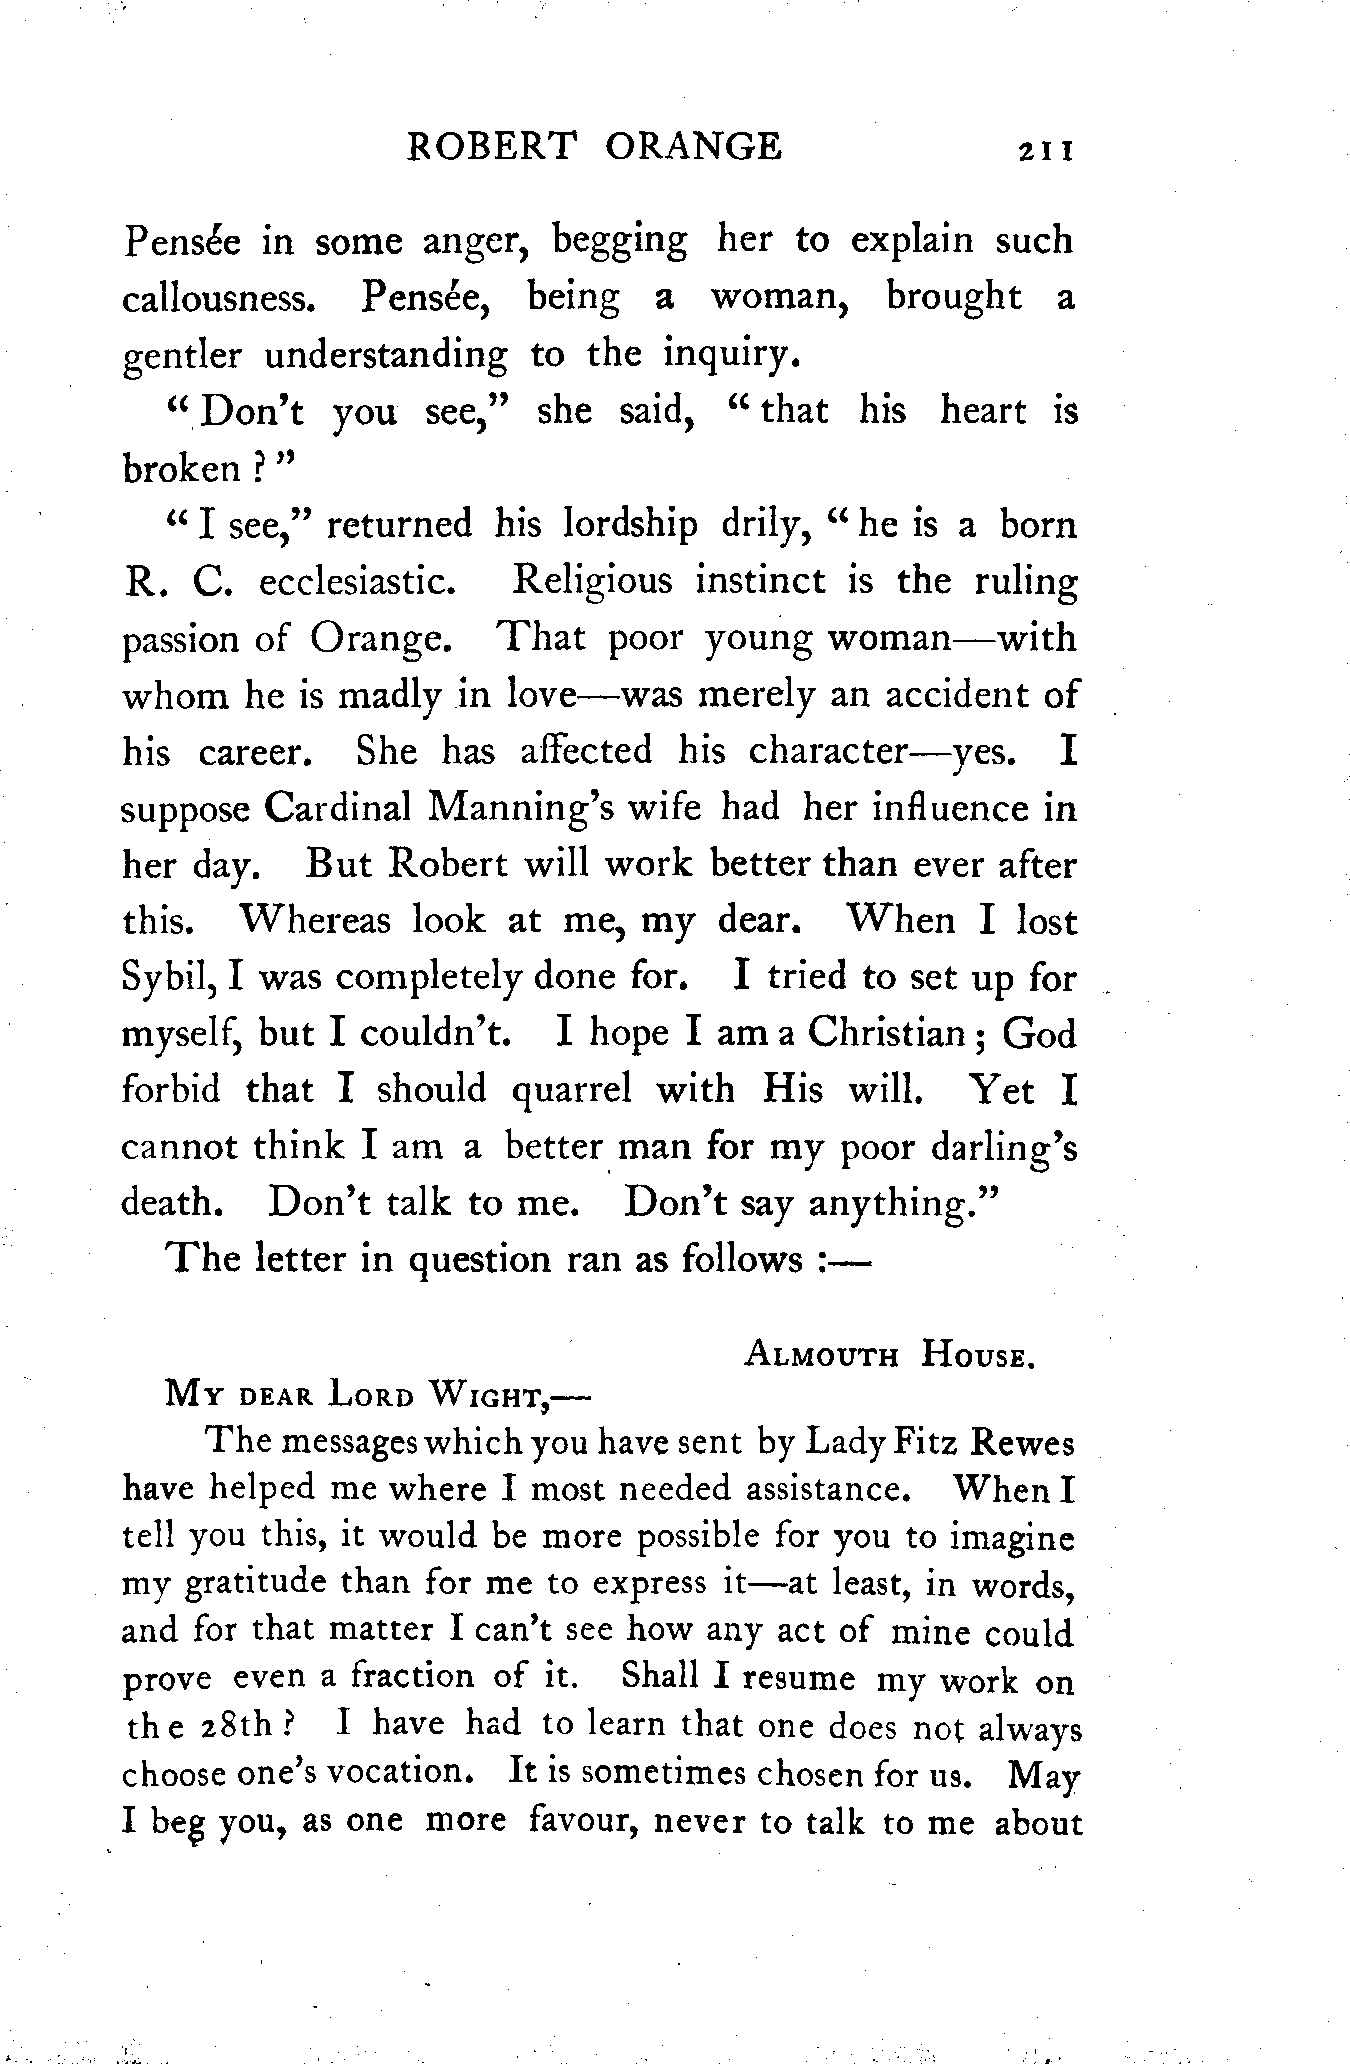 ROBERT ORANGE 211
Pensée in some anger, begging her to explain such
callousness. Pensée, being a woman, brought a
gentler understanding to the inquiry.
“Don’t you see,” she said, “that his heart is
broken?”
“I see,” returned his lordship drily, “he is a born
R. C. ecclesiastic. Religious instinct is the ruling
passion of Orange. That poor young woman—with
whom he is madly in love—was merely an accident of
his career. She has affected his character—yes. I
suppose Cardinal Manning’s wife had her influence in
her day. But Robert will work better than ever after
this. Whereas look at me, my dear. When I lost
Sybil, I was completely done for. I tried to set up for
myself, but I couldn’t. I hope I am a Christian; God
forbid that I should quarrel with His will. Yet I
cannot think I am a better man for my poor darling’s
death. Don’t talk to me. Don’t say anything.”
The letter in question ran as follows:—
ALMOUTH HOUSE.
MY DEAR LORD WIGHT,—
The messages which you have sent by Lady Fitz Rewes
have helped me where I most needed assistance. When I
tell you this, it would be more possible for you to imagine
my gratitude than for me to express it—at least, in words,
and for that matter I can’t see how any act of mine could
prove even a fraction of it. Shall I resume my work on
the 28th? I have had to learn that one does not always
choose one’s vocation. It is sometimes chosen for us. May
I beg you, as one more favour, never to talk to me about